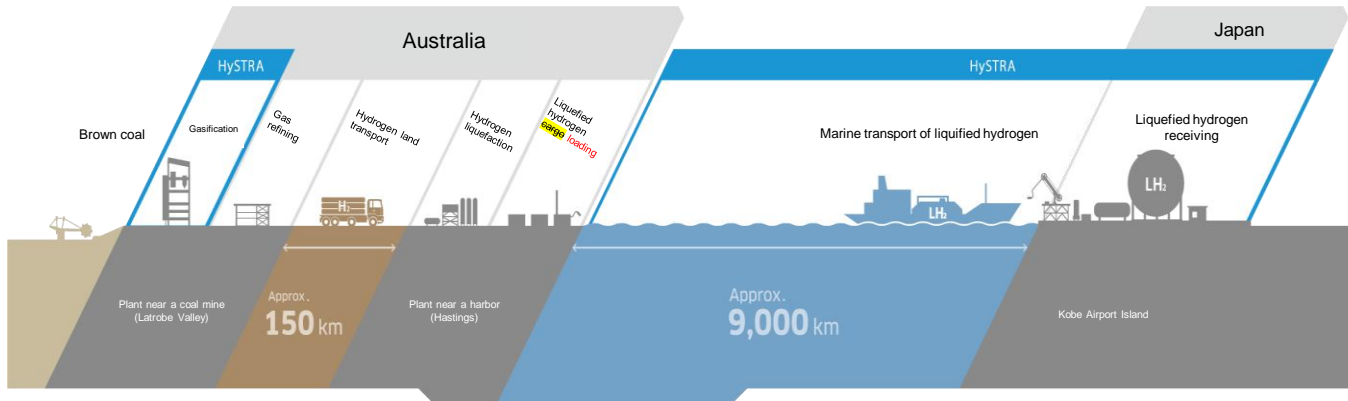 Australia
Japan
HySTRA
HySTRA
Brown coal
Gasification
Gas
refining
Hydrogen land
transport
Hydrogen
liquefaction
Liquefied
hydrogen
cargo loading
Marine transport of liquified hydrogen
Liquefied hydrogen
receiving
H2
LH2
LH2
Plant near a coal mine
(Latrobe Valley)
Approx.
150 km
Plant near a harbor
(Hastings)
Approx.
9,000 km
Kobe Airport Island